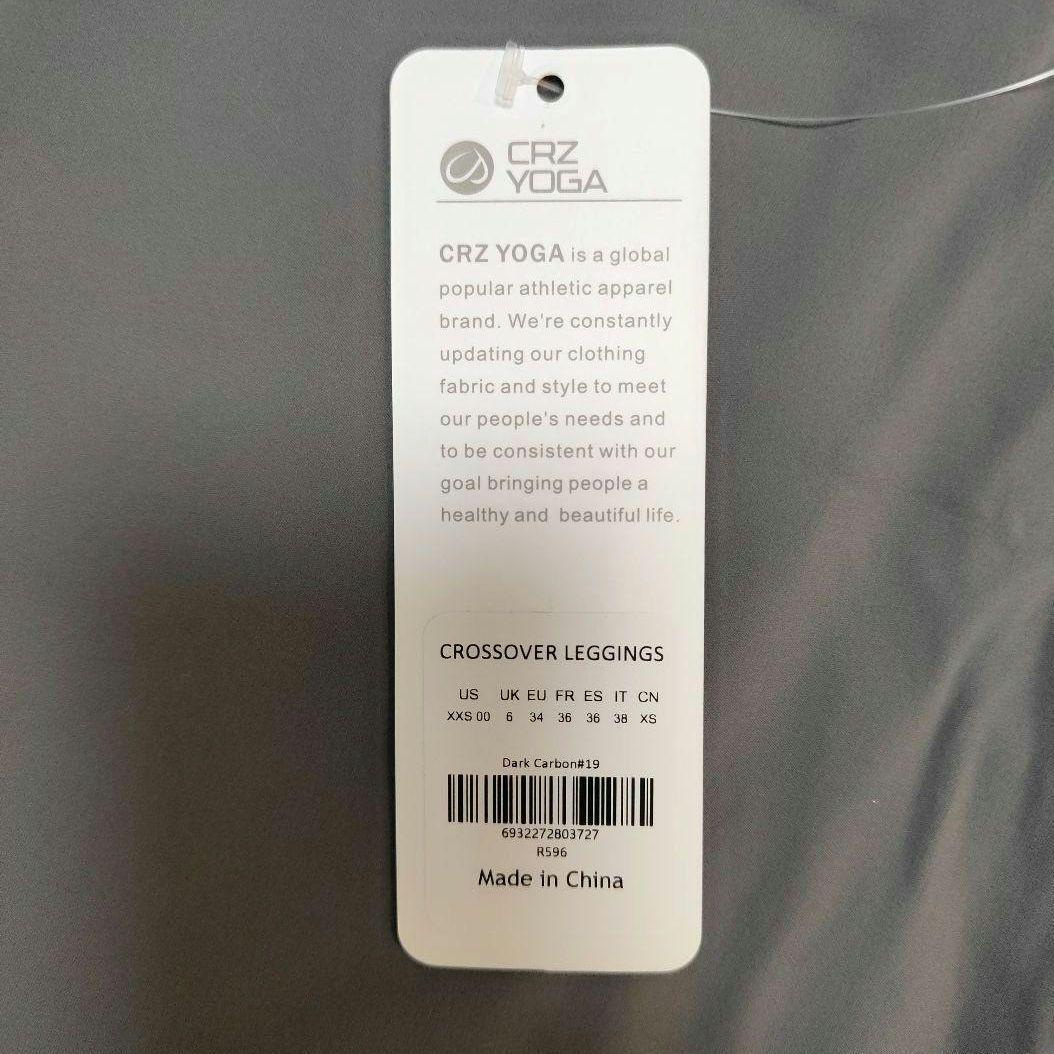 CRZ
YOGA
CRZ YOGA is a global
popular athletic apparel
brand. We're constantly
updating our clothing
fabric and style to meet
our people's needs and
to be consistent with our
goal bringing people a
healthy and beautiful life.
CROSSOVER LEGGINGS
US UK EU FR ES IT CN
XXS 00 6 34 36 36 38 XS
Dark Carbon#19
6932272803727
R596
Made in China